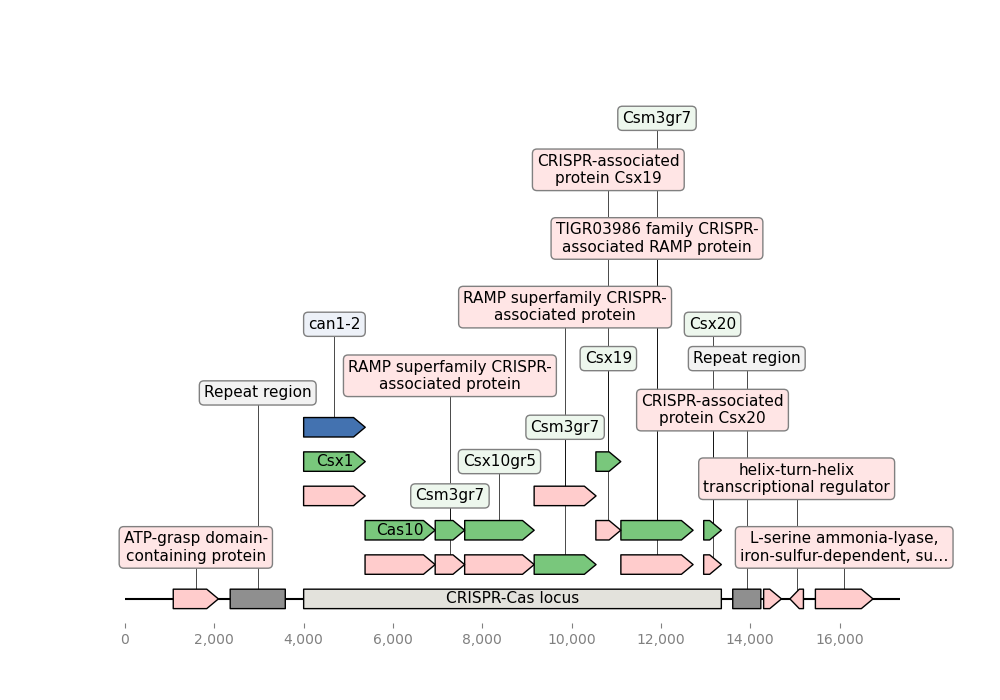 Csm3gr7
CRISPR-associated
protein Csx19
TIGR03986 family CRISPR-
associated RAMP protein
RAMP superfamily CRISPR-
associated protein
can1-2
Csx20
Csx19
Repeat region
RAMP superfamily CRISPR-
associated protein
Repeat region
CRISPR-associated
protein Csx20
Csm3gr7
Csx1
Csx10gr5
helix-turn-helix
transcriptional regulator
Csm3gr7
Cas10
ATP-grasp domain-
containing protein
L-serine ammonia-lyase,
iron-sulfur-dependent, su...
CRISPR-Cas locus
0 2,000 4,000 6,000 8,000 10,000 12,000 14,000 16,000